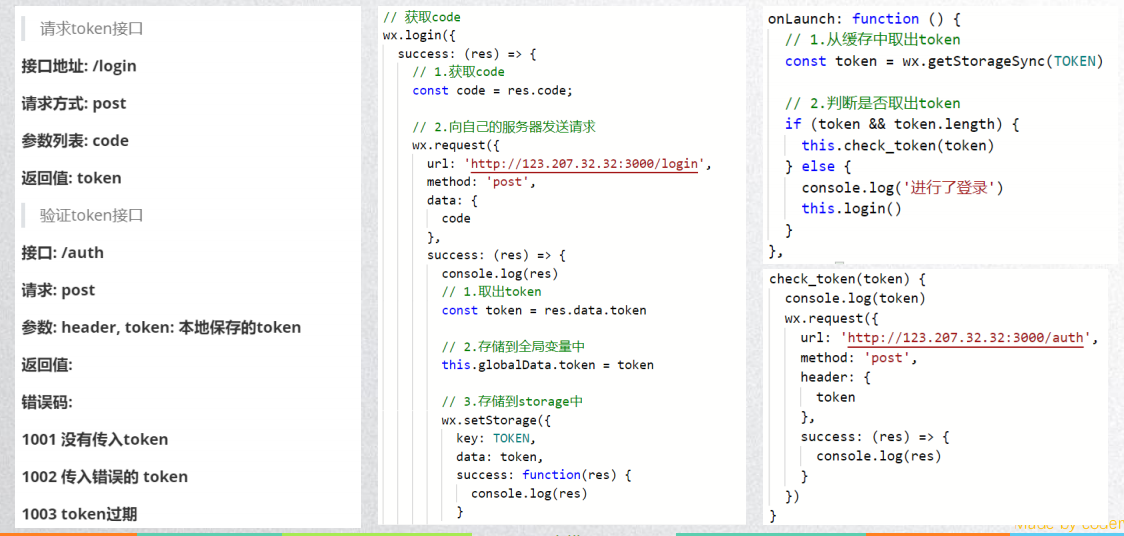 请求token接口
接口地址: /login
请求方式: post
参数列表: code
返回值: token
验证token接口
接口: /auth
请求: post
参数: header, token: 本地保存的token
返回值:
错误码:
1001 没有传入token
1002 传入错误的 token
1003 token过期
// 获取code
wx.login({
success: (res) => {
// 1.获取code
const code = res.code;
// 2.向自己的服务器发送请求
wx.request({
url: 'http://123.207.32.32:3000/login',
method: 'post',
data: {
code
},
success: (res) => {
console.log(res)
// 1.取出token
const token = res.data.token
// 2.存储到全局变量中
this.globalData.token = token
// 3.存储到storage中
wx.setStorage({
key: TOKEN,
data: token,
success: function(res) {
console.log(res)
}
onLaunch: function () {
// 1.从缓存中取出token
const token = wx.getStorageSync(TOKEN)
// 2.判断是否取出token
if (token && token.length) {
this.check_token(token)
} else {
console.log('进行了登录')
this.login()
}
},
check_token(token) {
console.log(token)
wx.request({
url: 'http://123.207.32.32:3000/auth',
method: 'post',
header: {
token
},
success: (res) => {
console.log(res)
}
})
}